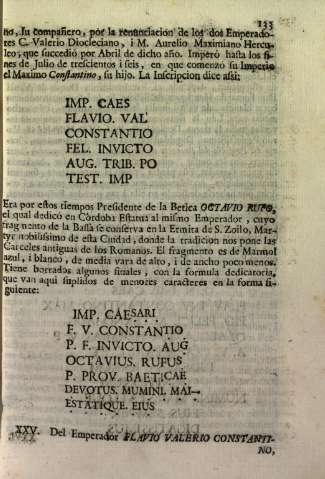 133
no, su compañero, por la renunciacion de los dos Emperado-
res C. Valerio Diocleciano, i M. Aurelio Maximiano Hercu-
leo, que succedió por Abril de dicho año. Imperó hasta los fi-
nes de Julio de trescientos i seis, en que comenzó su Imperio
el Maximo Constantino, su hijo. La Inscripcion dice assi:
IMP. CAES
FLAVIO. VAL
CONSTANTIO
FEL. INVICTO
AUG. TRIB. PO
TEST. IMP
Era por estos tiempos Presidente de la Betica OCTAVIO RUFO,
el qual dedicó en Cordoba Estatua al mismo Emperador, cuyo
fragmento de la Bassa se conserva en la Ermita de S. Zoilo, Mar-
tyr nobilissimo de esta Ciudad, donde la tradicion nos pone las
Carceles antiguas de los Romanos. El fragmento es de Marmol
azul, i blanco, de media vara de alto, i de ancho poco menos.
Tiene borrados algunos finales, con la formula dedicatoria,
que van aqui suplidos de menores caracteres en la forma si-
guiente:
IMP. CAESARI
F. V. CONSTANTIO
P. F. INVICTO. AUG
OCTAVIUS. RUFUS
P. PROV. BAETICAE
DEVOTUS. NUMINI. MAI-
ESTATIQUE. EIUS
XXV. Del Emperador FLAVIO VALERIO CONSTANTI-
NO,